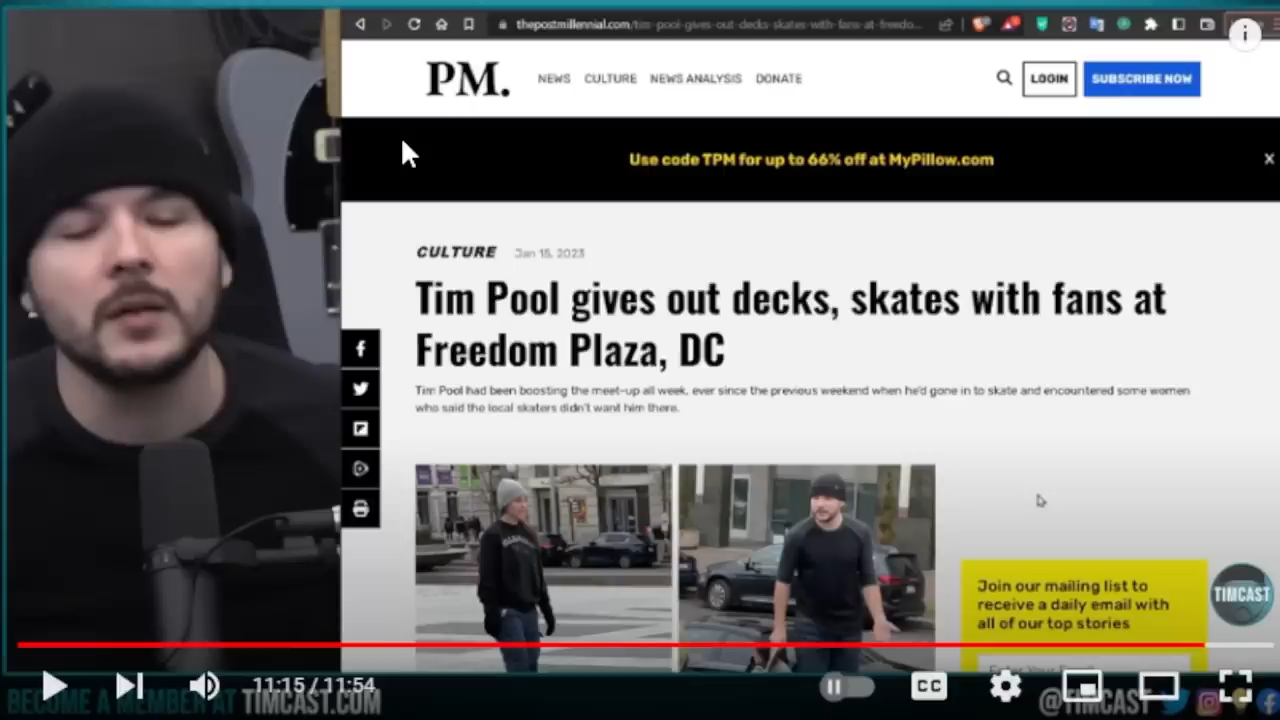 thepostmillennial.com/tim-pool-gives-out-decks-skates-with-fans-at-freedo...
PM.
NEWS CULTURE NEWS ANALYSIS DONATE
LOGIN
SUBSCRIBE NOW
Use code TPM for up to 66% off at MyPillow.com
X
CULTURE Jan 15, 2023
Tim Pool gives out decks, skates with fans at
Freedom Plaza, DC
Tim Pool had been boosting the meet-up all week, ever since the previous weekend when he'd gone in to skate and encountered some women
who said the local skaters didn't want him there.
Join our mailing list to
receive a daily email with
all of our top stories
TIMCAST
11:15 / 11:54
CC
BECOME A MEMBER AT TIMCAST.COM
@TIMCAST